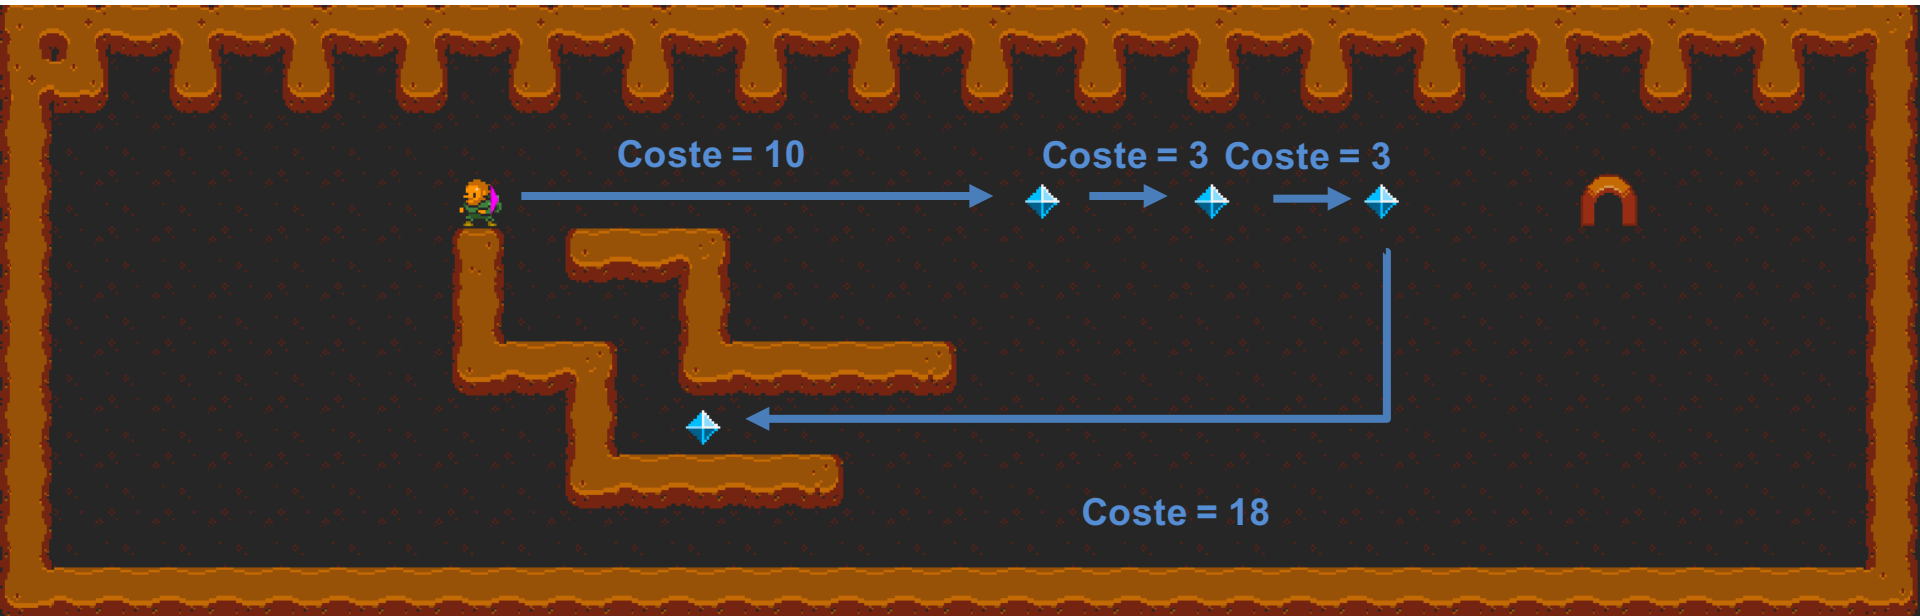 Coste = 10
Coste = 3
Coste = 3
Coste = 18